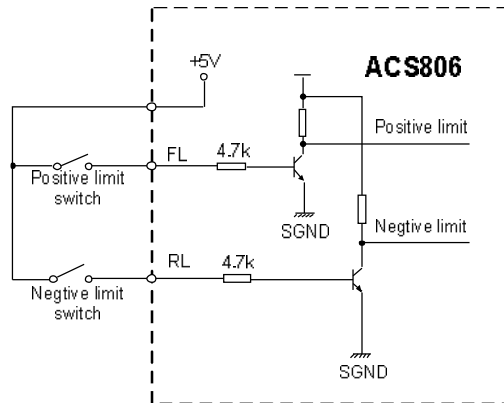 +5V
ACS806
Positive limit
FL
4.7k
Positive limit
switch
SGND
Negtive limit
RL
4.7k
Negtive limit
switch
SGND